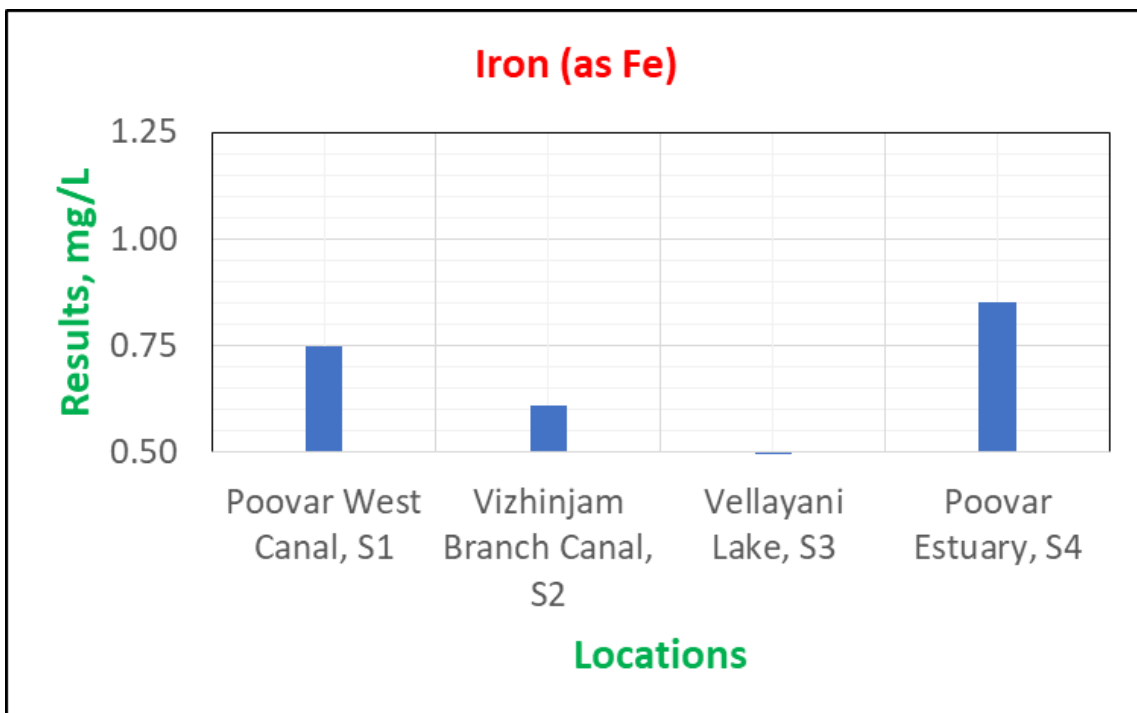 Iron (as Fe)
Results, mg/L
1.25
1.00
0.75
0.50
Poovar West
Canal, S1
Vizhinjam
Branch Canal,
S2
Vellayani
Lake, S3
Poovar
Estuary, S4
Locations